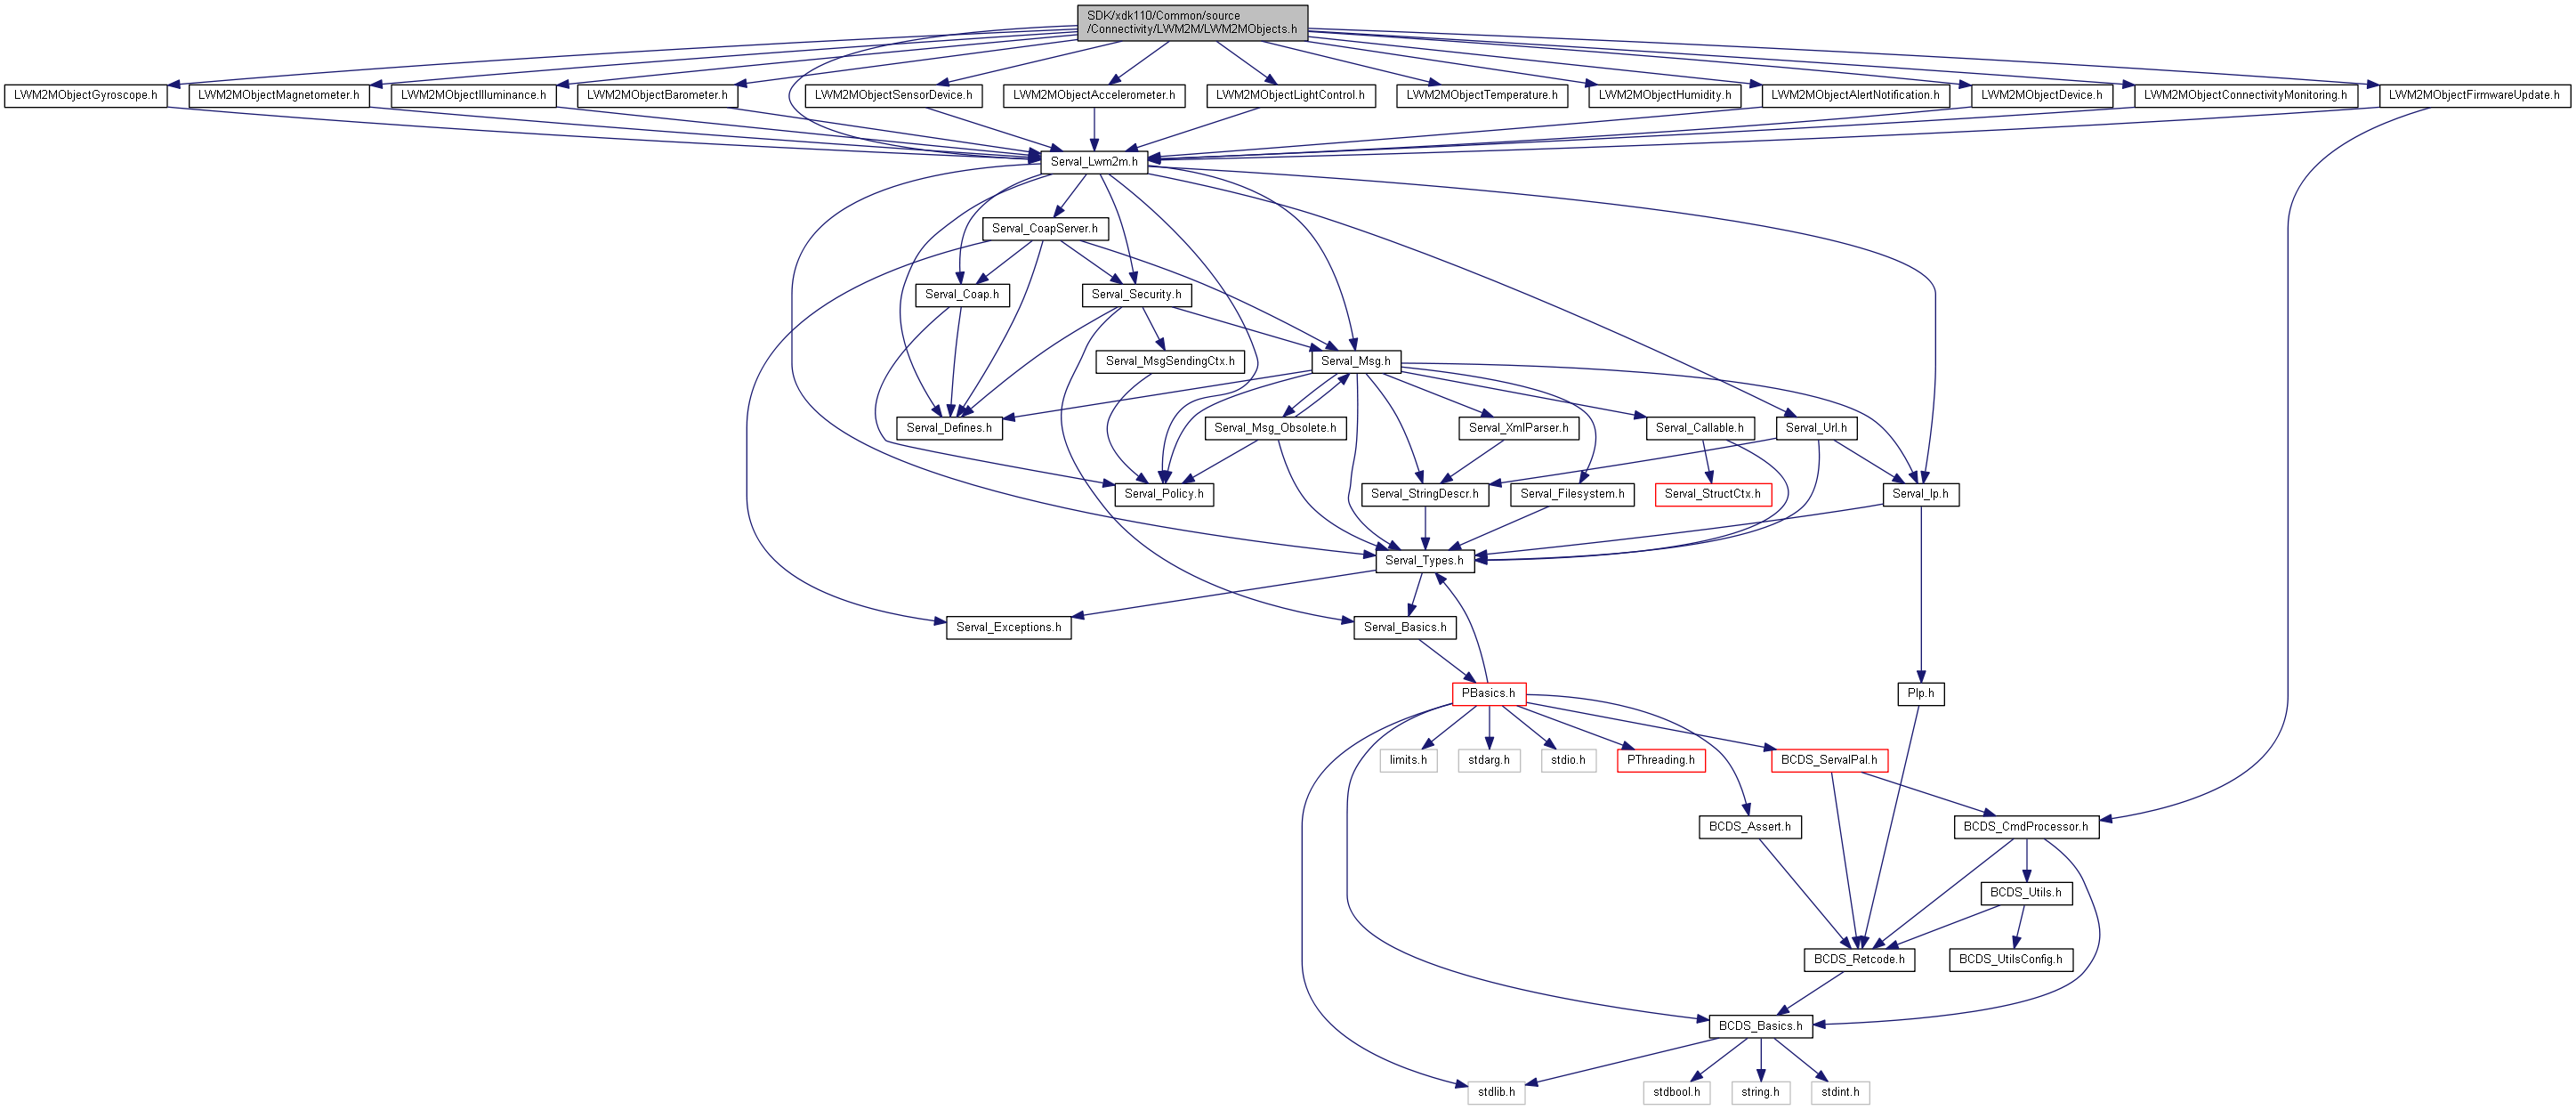 SDK/xdk110/Common/source
/Connectivity/LWM2M/LWM2MObjects.h
LWM2MObjectGyroscope.h
LWM2MObjectMagnetometer.h
LWM2MObjectIlluminance.h
LWM2MObjectBarometer.h
LWM2MObjectSensorDevice.h
LWM2MObjectAccelerometer.h
LWM2MObjectLightControl.h
LWM2MObjectTemperature.h
LWM2MObjectHumidity.h
LWM2MObjectAlertNotification.h
LWM2MObjectDevice.h
LWM2MObjectConnectivityMonitoring.h
LWM2MObjectFirmwareUpdate.h
Serval_Lwm2m.h
Serval_CoapServer.h
Serval_Coap.h
Serval_Security.h
Serval_MsgSendingCtx.h
Serval_Msg.h
Serval_Defines.h
Serval_Msg_Obsolete.h
Serval_XmlParser.h
Serval_Callable.h
Serval_Url.h
Serval_Policy.h
Serval_StringDescr.h
Serval_Filesystem.h
Serval_StructCtx.h
Serval_Ip.h
Serval_Types.h
Serval_Exceptions.h
Serval_Basics.h
PBasics.h
PIp.h
limits.h
stdarg.h
stdio.h
PThreading.h
BCDS_ServalPal.h
BCDS_Assert.h
BCDS_CmdProcessor.h
BCDS_Utils.h
BCDS_Retcode.h
BCDS_UtilsConfig.h
BCDS_Basics.h
stdlib.h
stdbool.h
string.h
stdint.h